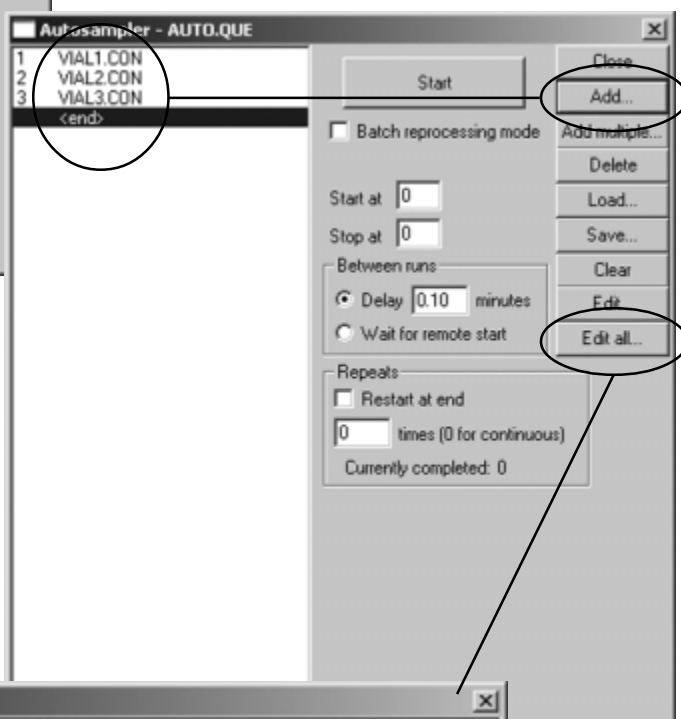 Autosampler - AUTO.QUE
1 VIAL1.CON
2 VIAL2.CON
3 VIAL3.CON
<end>
Start
Batch reprocessing mode
Start at 0
Stop at 0
Between runs
Delay 0.10 minutes
Wait for remote start
Repeats
Restart at end
0 times (0 for continuous)
Currently completed: 0
Close
Add...
Add multiple...
Delete
Load...
Save...
Clear
Edit...
Edit all...